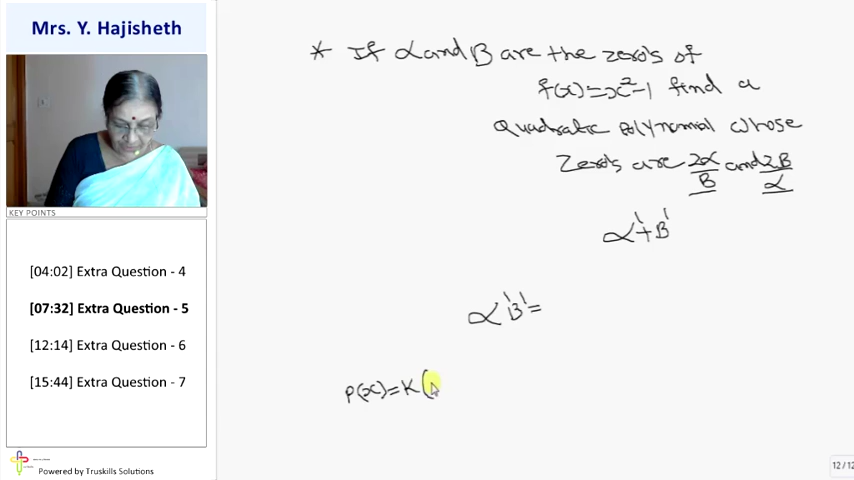 Mrs. Y. Hajisheth
KEY POINTS
[04:02] Extra Question - 4
[07:32] Extra Question - 5
[12:14] Extra Question - 6
[15:44] Extra Question - 7
Powered by Truskills Solutions
* If α and β are the zero's of
f(x)=x²-1 find a
Quadratic Polynomial whose
Zero's are 2α/β and 2β/α
α'+β'
α'β'=
P(x)=K(
12/12